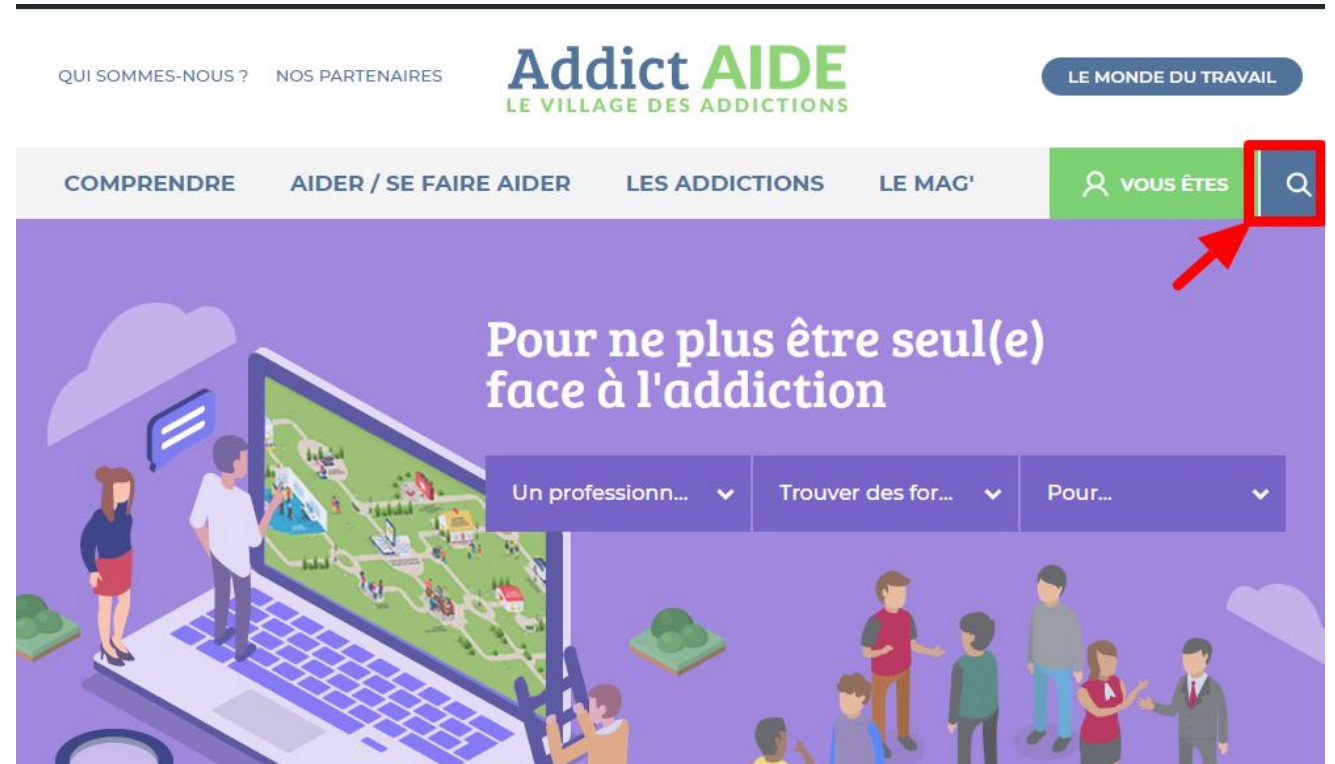 QUI SOMMES-NOUS ? NOS PARTENAIRES
Addict AIDE
LE VILLAGE DES ADDICTIONS
LE MONDE DU TRAVAIL
COMPRENDRE AIDER / SE FAIRE AIDER LES ADDICTIONS LE MAG' VOUS ÊTES
Pour ne plus être seul(e)
face à l'addiction
Un professionn... Trouver des for... Pour...